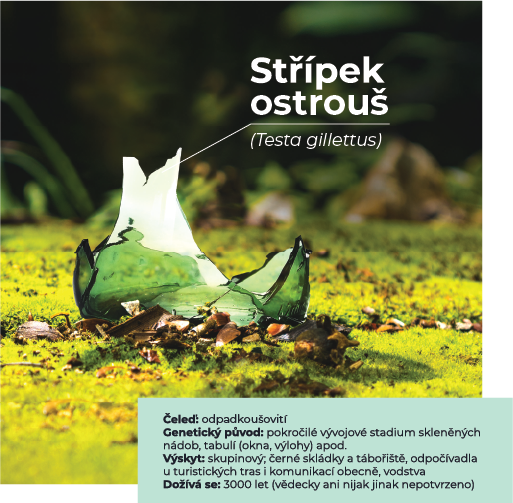 Střípek
ostrouš
(Testa gillettus)
Čeleď: odpadkoušovití
Genetický původ: pokročilé vývojové stadium skleněných
nádob, tabulí (okna, výlohy) apod.
Výskyt: skupinový; černé skládky a tábořiště, odpočívadla
u turistických tras i komunikací obecně, vodstva
Dožívá se: 3000 let (vědecky ani nijak jinak nepotvrzeno)